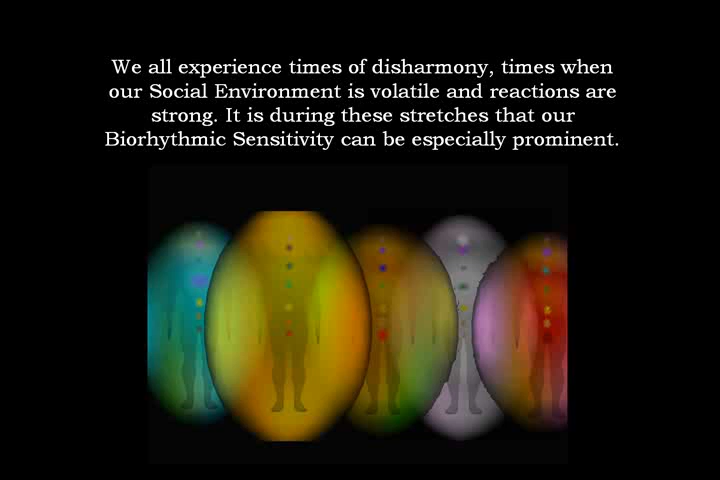 We all experience times of disharmony, times when
our Social Environment is volatile and reactions are
strong. It is during these stretches that our
Biorhythmic Sensitivity can be especially prominent.